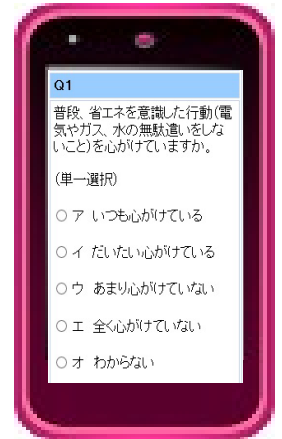 Q1
普段、省エネを意識した行動(電
気やガス、水の無駄遣いをしな
いこと)を心がけていますか。
(単一選択)
○ ア いつも心がけている
○ イ だいたい心がけている
○ ウ あまり心がけていない
○ エ 全く心がけていない
○ オ わからない